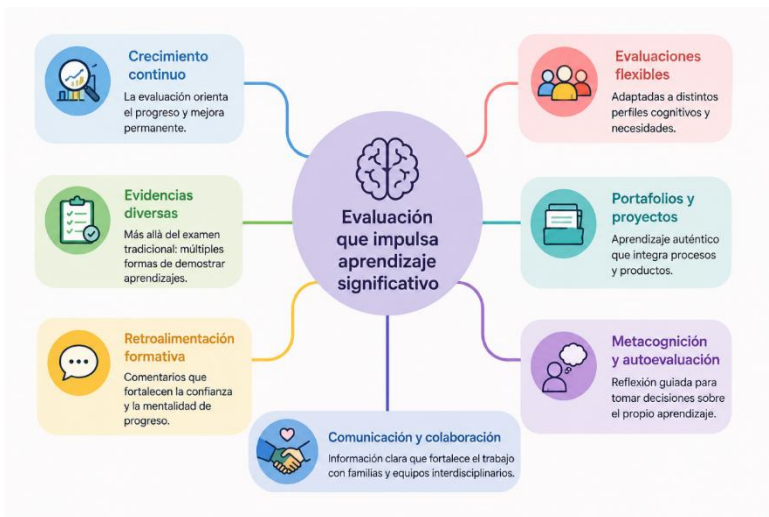 Crecimiento
continuo
La evaluación orienta
el progreso y mejora
permanente.
Evidencias
diversas
Más allá del examen
tradicional: múltiples
formas de demostrar
aprendizajes.
Retroalimentación
formativa
Comentarios que
fortalecen la confianza
y la mentalidad de
progreso.
Evaluación
que impulsa
aprendizaje
significativo
Evaluaciones
flexibles
Adaptadas a distintos
perfiles cognitivos y
necesidades.
Portafolios y
proyectos
Aprendizaje auténtico
que integra procesos
y productos.
Metacognición
y autoevaluación
Reflexión guiada para
tomar decisiones sobre
el propio aprendizaje.
Comunicación y colaboración
Información clara que fortalece el trabajo
con familias y equipos interdisciplinarios.